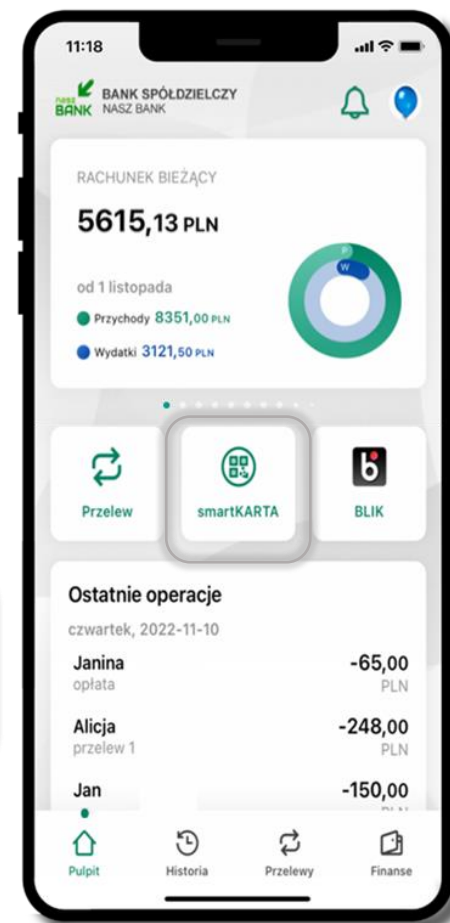 11:18
nasz BANK
BANK SPÓŁDZIELCZY
NASZ BANK
RACHUNEK BIEŻĄCY
5615,13 PLN
od 1 listopada
Przychody 8351,00 PLN
Wydatki 3121,50 PLN
P
W
Przelew
smartKARTA
BLIK
Ostatnie operacje
czwartek, 2022-11-10
Janina -65,00
opłata PLN
Alicja -248,00
przelew 1 PLN
Jan -150,00
Pulpit Historia Przelewy Finanse